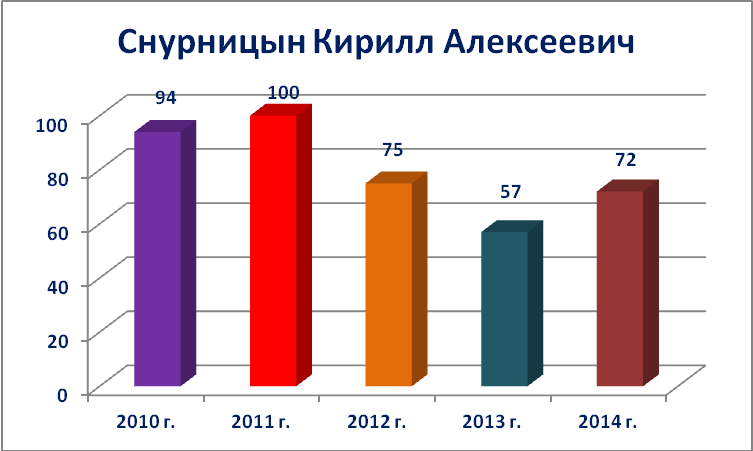 Снурницын Кирилл Алексеевич
94
100
75
57
72
100
80
60
40
20
0
2010 г.
2011 г.
2012 г.
2013 г.
2014 г.